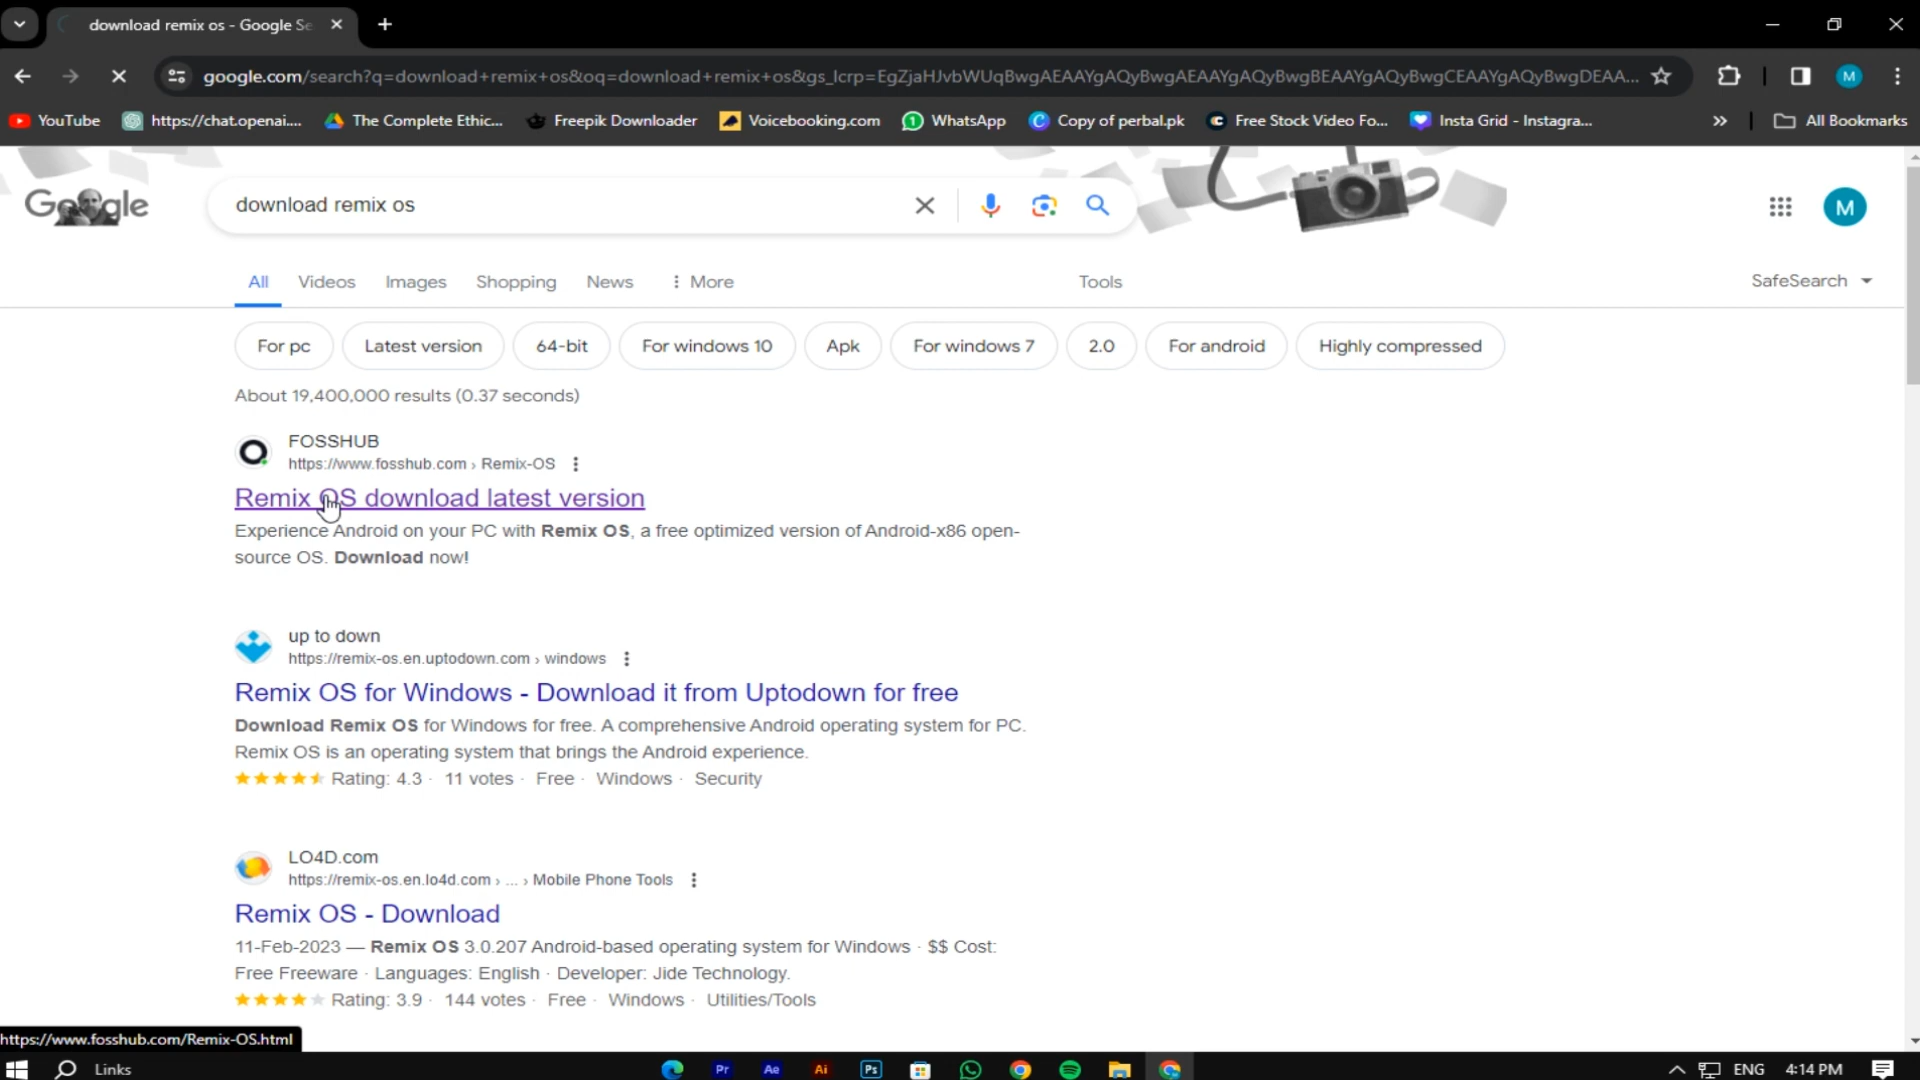 download remix os - Google Se
google.com/search?q=download+remix+os&oq=download+remix+os&gs_lcrp=EgZjaHJvbWUqBwgAEAAYgAQyBwgAEAAYgAQyBwgBEAAYgAQyBwgCEAAYgAQyBwgDEAA...
M
YouTube
https://chat.openai....
The Complete Ethic...
Freepik Downloader
Voicebooking.com
WhatsApp
Copy of perbal.pk
Free Stock Video Fo...
Insta Grid - Instagra...
All Bookmarks
Google
download remix os
M
All
Videos
Images
Shopping
News
More
Tools
SafeSearch
For pc
Latest version
64-bit
For windows 10
Apk
For windows 7
2.0
For android
Highly compressed
About 19,400,000 results (0.37 seconds)
FOSSHUB
https://www.fosshub.com › Remix-OS
Remix OS download latest version
Experience Android on your PC with Remix OS, a free optimized version of Android-x86 open-
source OS. Download now!
up to down
https://remix-os.en.uptodown.com › windows
Remix OS for Windows - Download it from Uptodown for free
Download Remix OS for Windows for free. A comprehensive Android operating system for PC.
Remix OS is an operating system that brings the Android experience.
Rating: 4.3 · 11 votes · Free · Windows · Security
LO4D.com
https://remix-os.en.lo4d.com › ... › Mobile Phone Tools
Remix OS - Download
11-Feb-2023 — Remix OS 3.0.207 Android-based operating system for Windows · $$ Cost:
Free Freeware · Languages: English · Developer: Jide Technology.
Rating: 3.9 · 144 votes · Free · Windows · Utilities/Tools
https://www.fosshub.com/Remix-OS.html
Links
Pr
Ae
Ai
Ps
ENG
4:14 PM